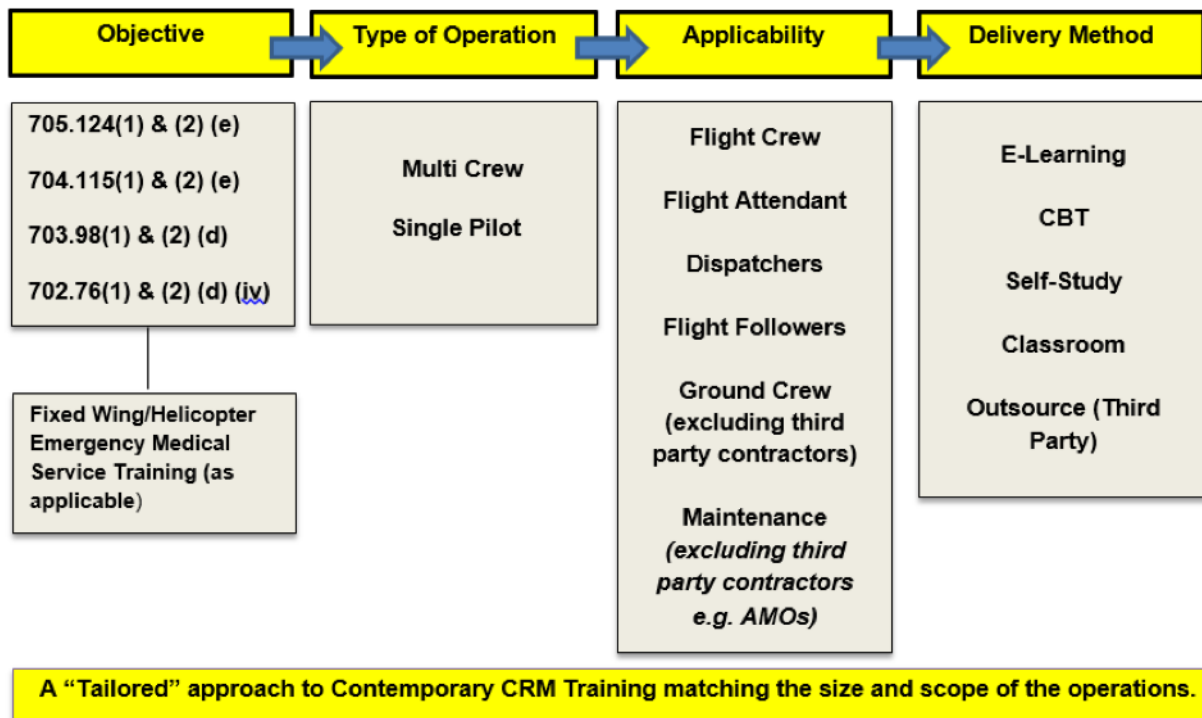 Objective
Type of Operation
Applicability
Delivery Method
705.124(1) & (2) (e)
704.115(1) & (2) (e)
703.98(1) & (2) (d)
702.76(1) & (2) (d) (iv)
Fixed Wing/Helicopter
Emergency Medical
Service Training (as
applicable)
Multi Crew
Single Pilot
Flight Crew
Flight Attendant
Dispatchers
Flight Followers
Ground Crew
(excluding third
party contractors)
Maintenance
(excluding third
party contractors
e.g. AMOs)
E-Learning
CBT
Self-Study
Classroom
Outsource (Third
Party)
A “Tailored” approach to Contemporary CRM Training matching the size and scope of the operations.